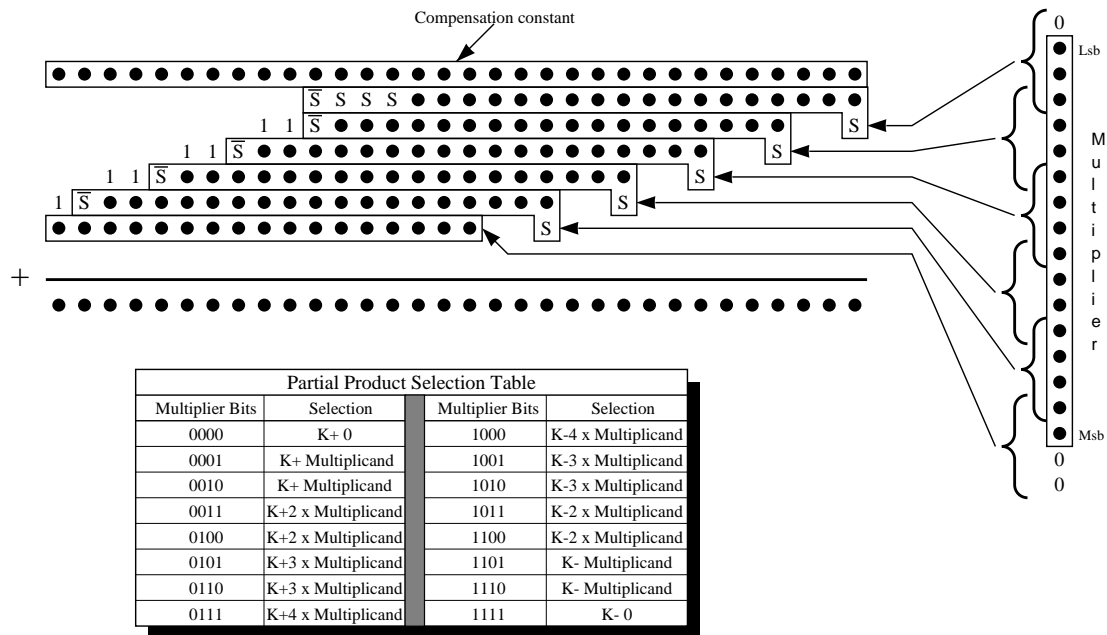 Compensation constant
0
Lsb
S̅ S S S
1 1 S̅ S
1 1 S̅ S
1 1 S̅ S
1 S̅ S
S
+
Multiplier
Msb
0
0
Partial Product Selection Table
Multiplier Bits Selection Multiplier Bits Selection
0000 K+ 0 1000 K-4 x Multiplicand
0001 K+ Multiplicand 1001 K-3 x Multiplicand
0010 K+ Multiplicand 1010 K-3 x Multiplicand
0011 K+2 x Multiplicand 1011 K-2 x Multiplicand
0100 K+2 x Multiplicand 1100 K-2 x Multiplicand
0101 K+3 x Multiplicand 1101 K- Multiplicand
0110 K+3 x Multiplicand 1110 K- Multiplicand
0111 K+4 x Multiplicand 1111 K- 0